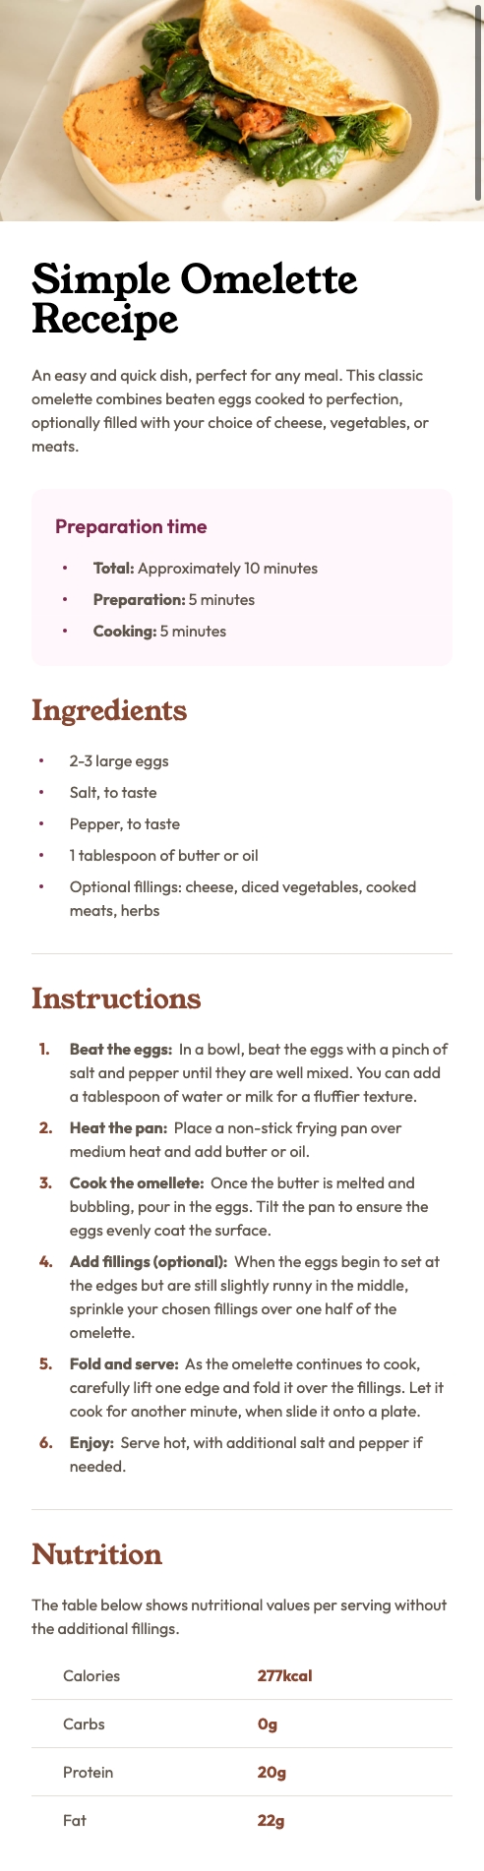 Simple Omelette
Receipe
An easy and quick dish, perfect for any meal. This classic
omelette combines beaten eggs cooked to perfection,
optionally filled with your choice of cheese, vegetables, or
meats.
Preparation time
• Total: Approximately 10 minutes
• Preparation: 5 minutes
• Cooking: 5 minutes
Ingredients
• 2-3 large eggs
• Salt, to taste
• Pepper, to taste
• 1 tablespoon of butter or oil
• Optional fillings: cheese, diced vegetables, cooked
meats, herbs
Instructions
1. Beat the eggs: In a bowl, beat the eggs with a pinch of
salt and pepper until they are well mixed. You can add
a tablespoon of water or milk for a fluffier texture.
2. Heat the pan: Place a non-stick frying pan over
medium heat and add butter or oil.
3. Cook the omellete: Once the butter is melted and
bubbling, pour in the eggs. Tilt the pan to ensure the
eggs evenly coat the surface.
4. Add fillings (optional): When the eggs begin to set at
the edges but are still slightly runny in the middle,
sprinkle your chosen fillings over one half of the
omelette.
5. Fold and serve: As the omelette continues to cook,
carefully lift one edge and fold it over the fillings. Let it
cook for another minute, when slide it onto a plate.
6. Enjoy: Serve hot, with additional salt and pepper if
needed.
Nutrition
The table below shows nutritional values per serving without
the additional fillings.
Calories 277kcal
Carbs 0g
Protein 20g
Fat 22g